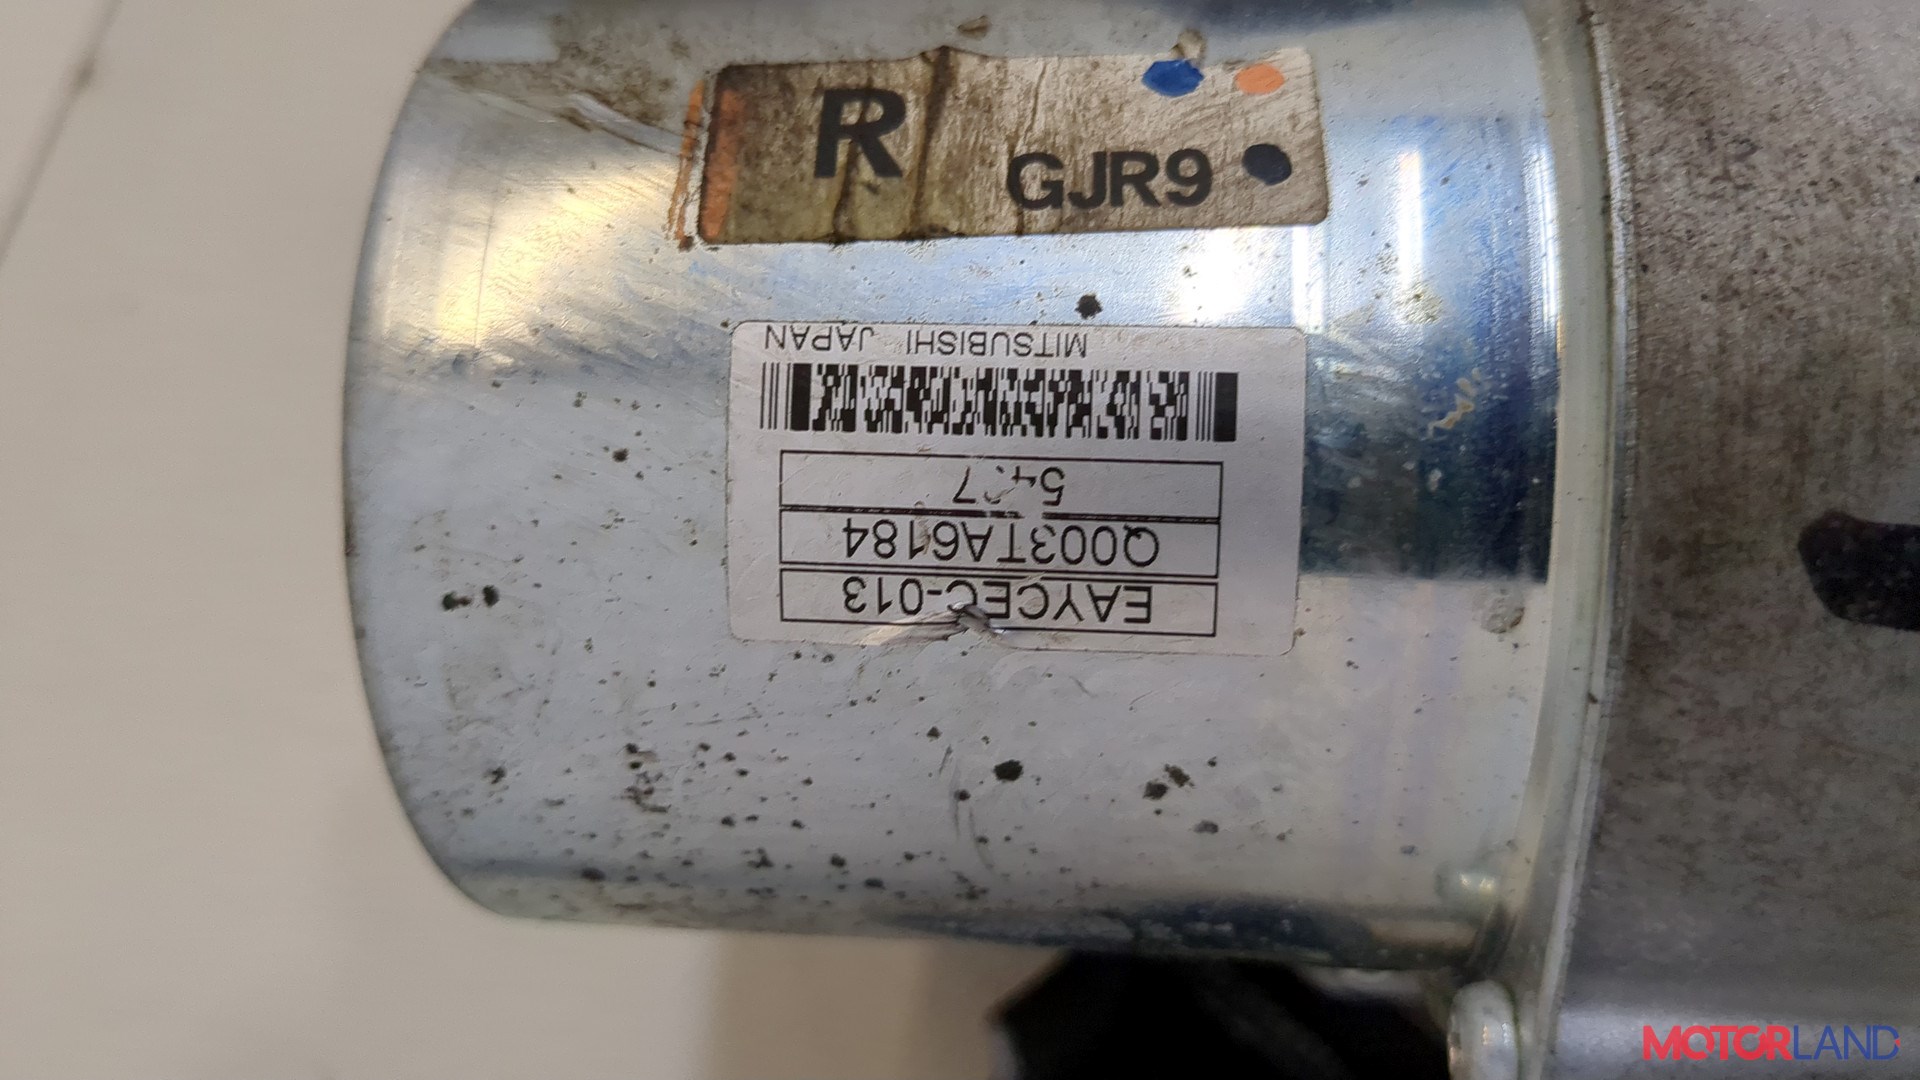 R
GJR9
EAYCEC-013
Q003TA6184
MITSUBISHI JAPAN
MOTORLAND